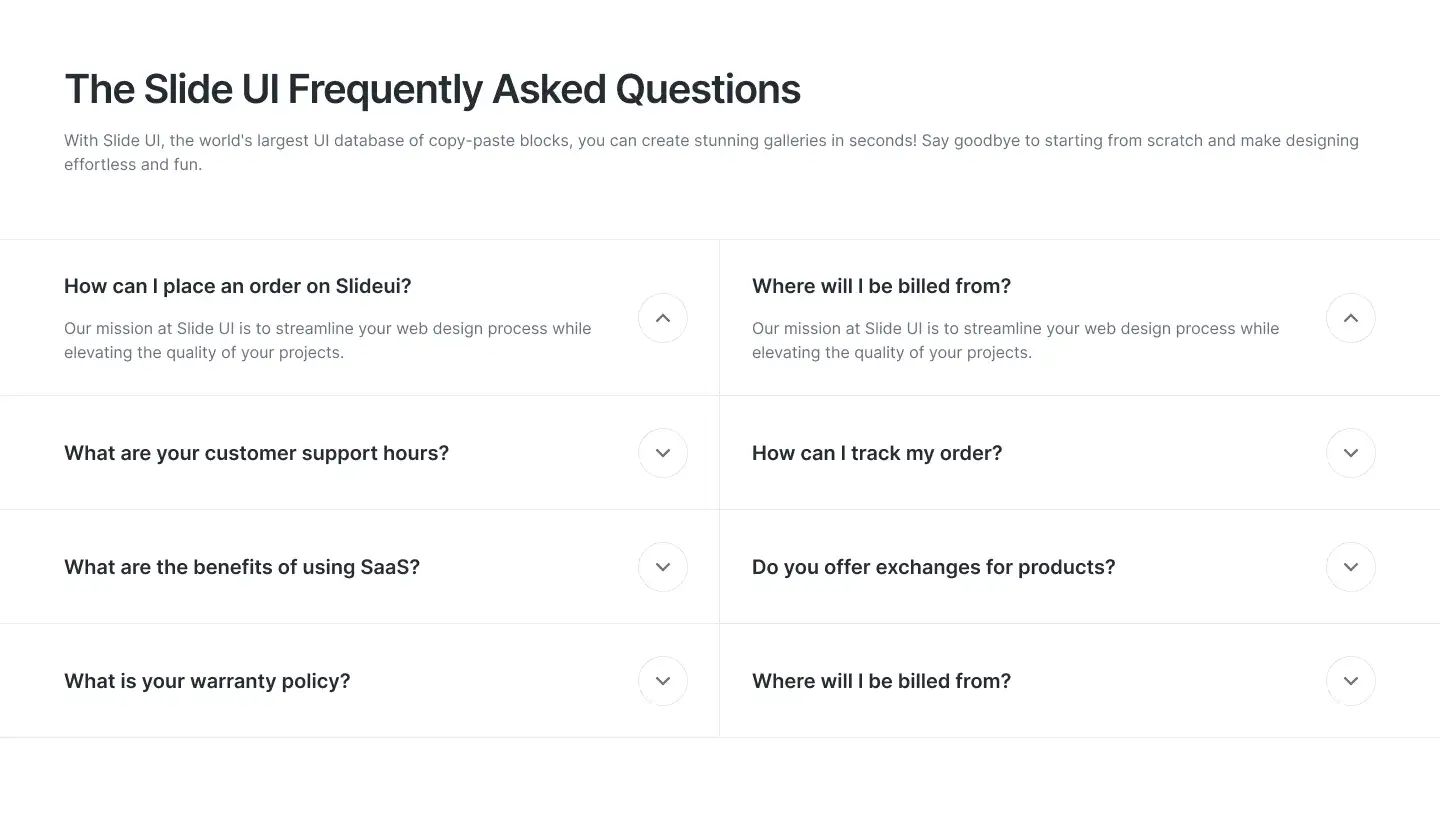 The Slide UI Frequently Asked Questions
With Slide UI, the world's largest UI database of copy-paste blocks, you can create stunning galleries in seconds! Say goodbye to starting from scratch and make designing
effortless and fun.
How can I place an order on Slideui?
Our mission at Slide UI is to streamline your web design process while
elevating the quality of your projects.
Where will I be billed from?
Our mission at Slide UI is to streamline your web design process while
elevating the quality of your projects.
What are your customer support hours?
How can I track my order?
What are the benefits of using SaaS?
Do you offer exchanges for products?
What is your warranty policy?
Where will I be billed from?